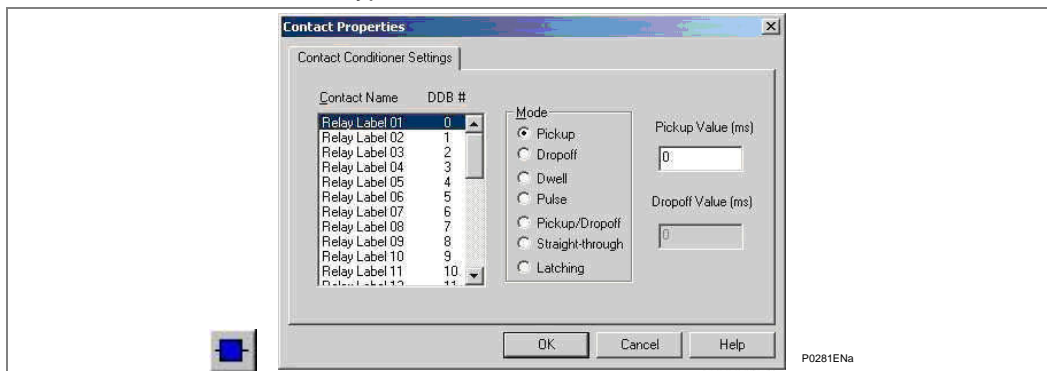 Contact Properties
Contact Conditioner Settings
Contact Name DDB #
Relay Label 01 0
Relay Label 02 1
Relay Label 03 2
Relay Label 04 3
Relay Label 05 4
Relay Label 06 5
Relay Label 07 6
Relay Label 08 7
Relay Label 09 8
Relay Label 10 9
Relay Label 11 10
Mode
Pickup
Dropoff
Dwell
Pulse
Pickup/Dropoff
Straight-through
Latching
Pickup Value (ms)
0
Dropoff Value (ms)
0
OK Cancel Help
P0281ENa